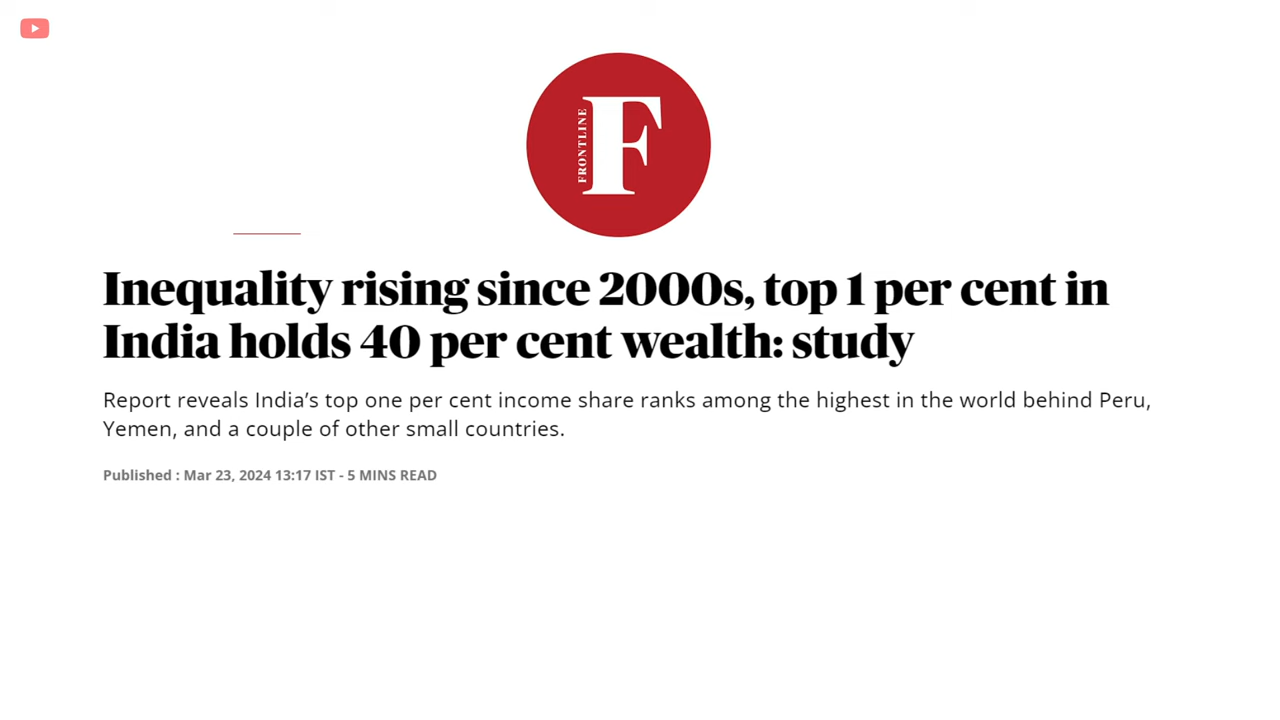 F
FRONTLINE
Inequality rising since 2000s, top 1 per cent in
India holds 40 per cent wealth: study
Report reveals India’s top one per cent income share ranks among the highest in the world behind Peru,
Yemen, and a couple of other small countries.
Published : Mar 23, 2024 13:17 IST - 5 MINS READ